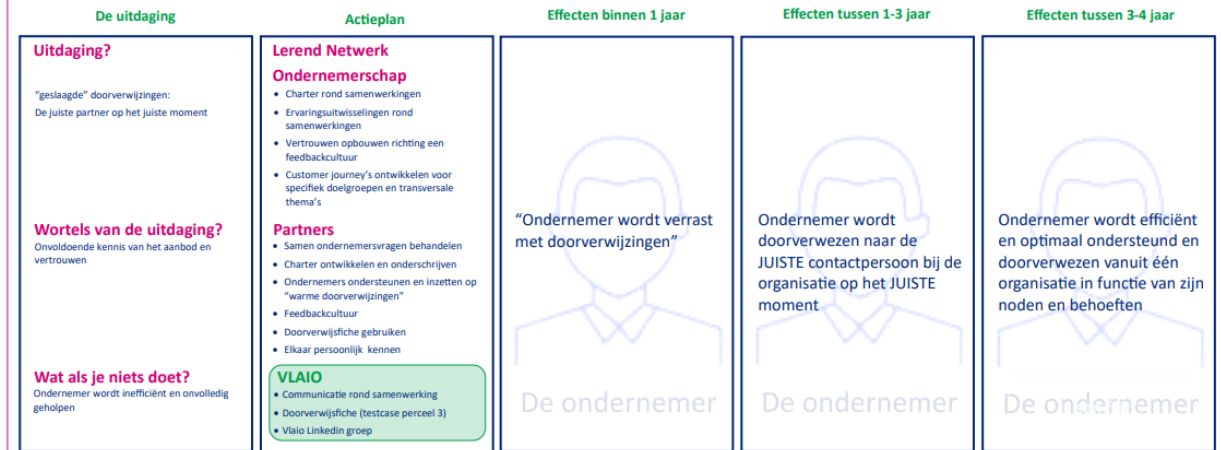 De uitdaging
Actieplan
Effecten binnen 1 jaar
Effecten tussen 1-3 jaar
Effecten tussen 3-4 jaar
Uitdaging?
“geslaagde” doorverwijzingen:
De juiste partner op het juiste moment
Wortels van de uitdaging?
Onvoldoende kennis van het aanbod en
vertrouwen
Wat als je niets doet?
Ondernemer wordt inefficiënt en onvolledig
geholpen
Lerend Netwerk
Ondernemerschap
• Charter rond samenwerkingen
• Ervaringsuitwisselingen rond
samenwerkingen
• Vertrouwen opbouwen richting een
feedbackcultuur
• Customer journey’s ontwikkelen voor
specifiek doelgroepen en transversale
thema’s
Partners
• Samen ondernemersvragen behandelen
• Charter ontwikkelen en onderschrijven
• Ondernemers ondersteunen en inzetten op
“warme doorverwijzingen”
• Feedbackcultuur
• Doorverwijsfiche gebruiken
• Elkaar persoonlijk kennen
VLAIO
• Communicatie rond samenwerking
• Doorverwijsfiche (testcase perceel 3)
• Vlaio Linkedin groep
“Ondernemer wordt verrast
met doorverwijzingen”
De ondernemer
Ondernemer wordt
doorverwezen naar de
JUISTE contactpersoon bij de
organisatie op het JUISTE
moment
De ondernemer
Ondernemer wordt efficiënt
en optimaal ondersteund en
doorverwezen vanuit één
organisatie in functie van zijn
noden en behoeften
De ondernemer